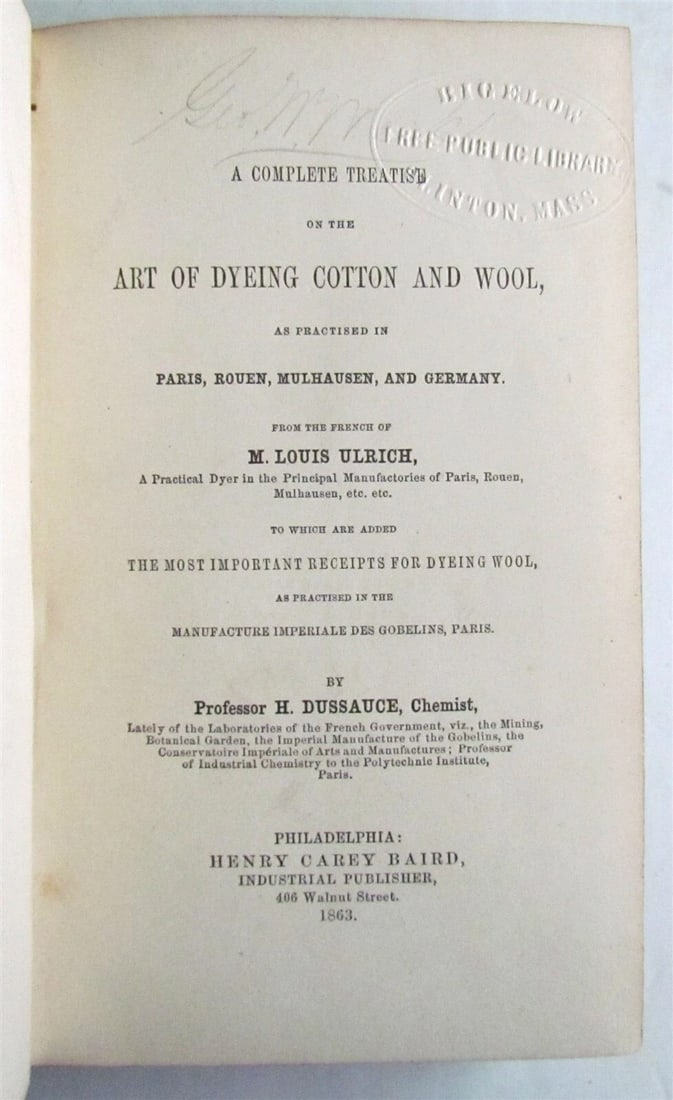 Geo. W.
BIGELOW
FREE PUBLIC LIBRARY
CLINTON, MASS
A COMPLETE TREATISE
ON THE
ART OF DYEING COTTON AND WOOL,
AS PRACTISED IN
PARIS, ROUEN, MULHAUSEN, AND GERMANY.
FROM THE FRENCH OF
M. LOUIS ULRICH,
A Practical Dyer in the Principal Manufactories of Paris, Rouen,
Mulhausen, etc. etc.
TO WHICH ARE ADDED
THE MOST IMPORTANT RECEIPTS FOR DYEING WOOL,
AS PRACTISED IN THE
MANUFACTURE IMPERIALE DES GOBELINS, PARIS.
BY
Professor H. DUSSAUCE, Chemist,
Lately of the Laboratories of the French Government, viz., the Mining,
Botanical Garden, the Imperial Manufacture of the Gobelins, the
Conservatoire Impériale of Arts and Manufactures; Professor
of Industrial Chemistry to the Polytechnic Institute,
Paris.
PHILADELPHIA:
HENRY CAREY BAIRD,
INDUSTRIAL PUBLISHER,
406 Walnut Street.
1863.